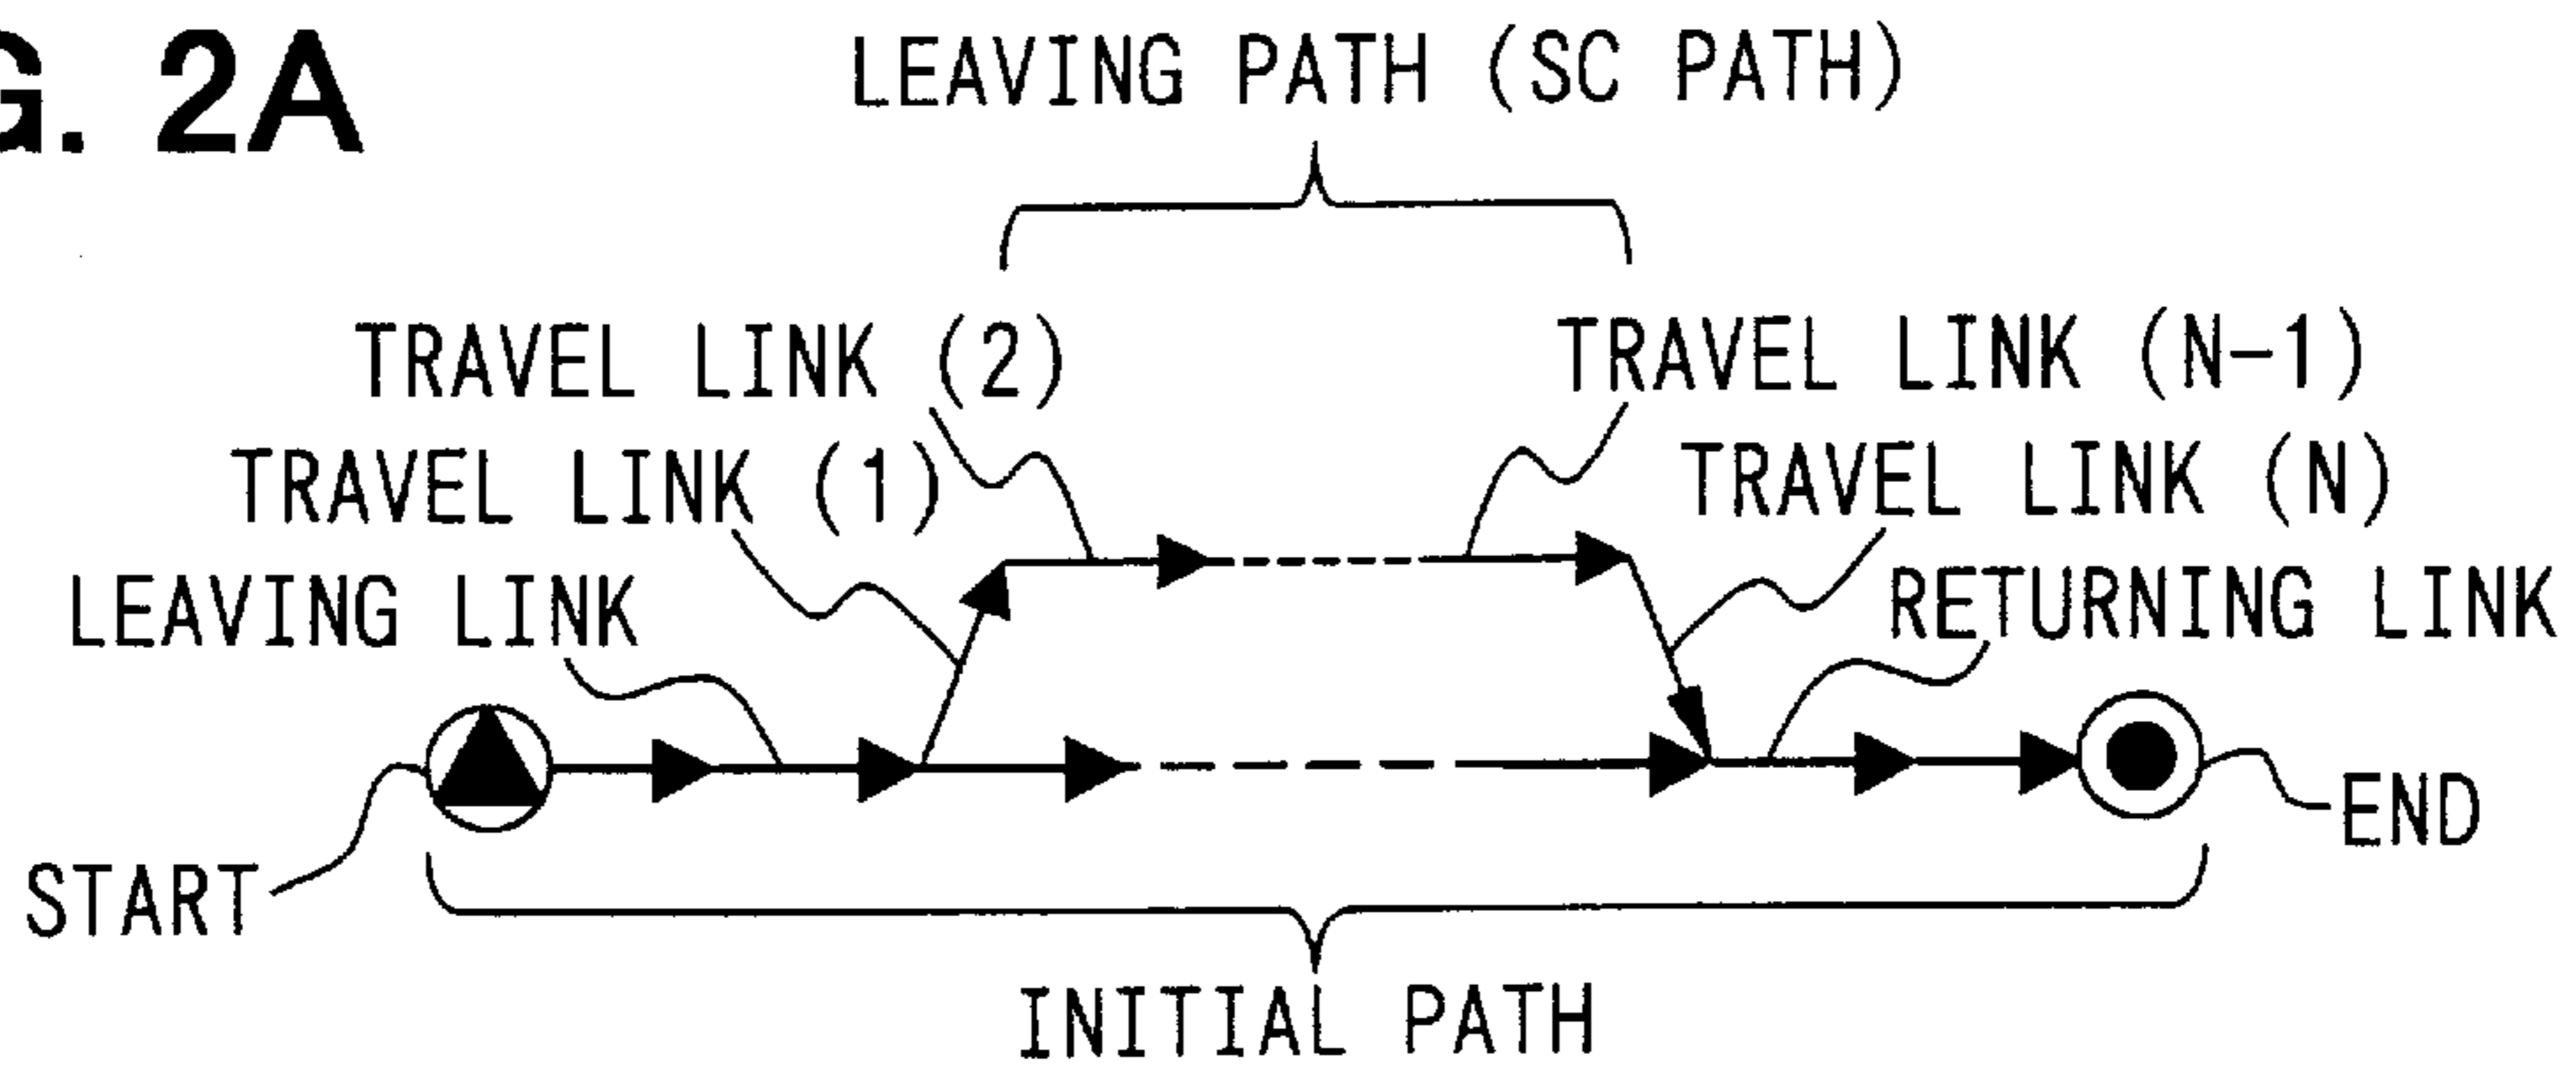 G. 2A
LEAVING PATH (SC PATH)
TRAVEL LINK (2)
TRAVEL LINK (N-1)
TRAVEL LINK (1)
TRAVEL LINK (N)
LEAVING LINK
RETURNING LINK
START
END
INITIAL PATH